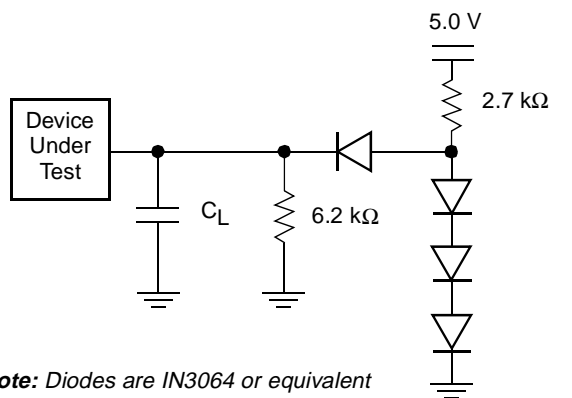 5.0 V
2.7 kΩ
Device
Under
Test
CL
6.2 kΩ
ote: Diodes are IN3064 or equivalent